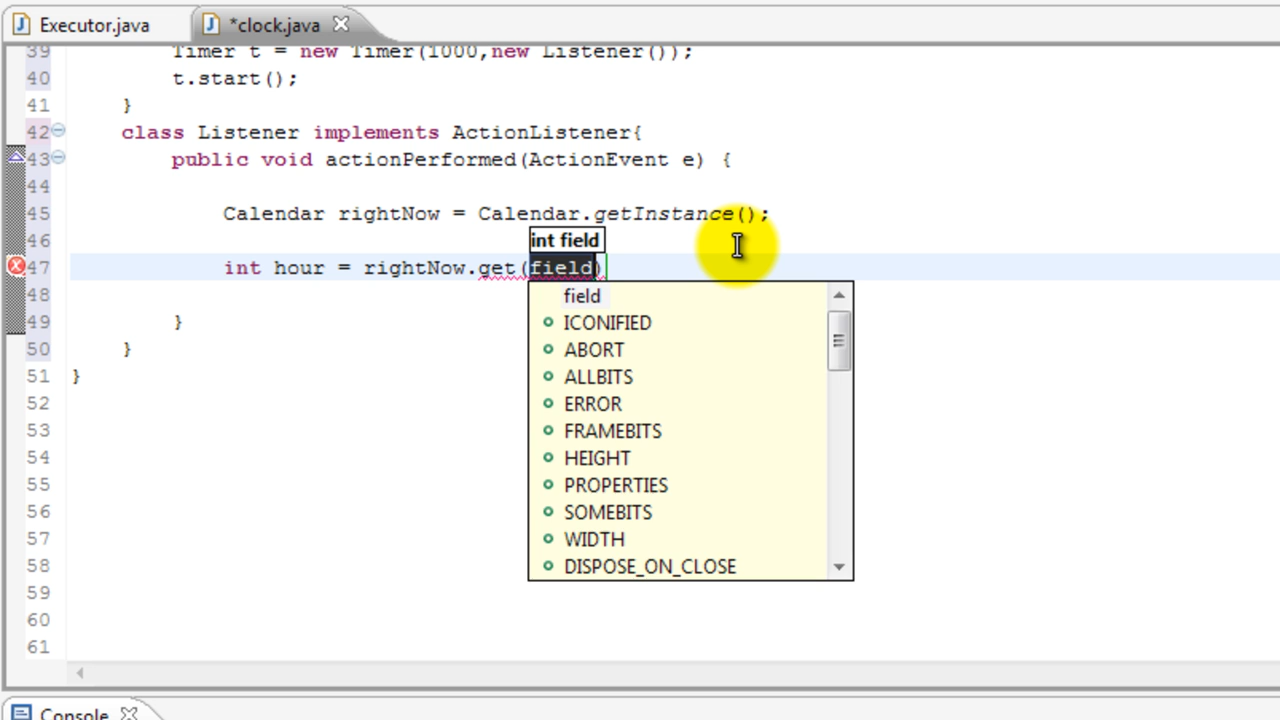 Executor.java
*clock.java
39 Timer t = new Timer(1000,new Listener());
40 t.start();
41 }
42 class Listener implements ActionListener{
43 public void actionPerformed(ActionEvent e) {
44
45 Calendar rightNow = Calendar.getInstance();
46
int field
47 int hour = rightNow.get(field)
48
49 }
50 }
51 }
52
53
54
55
56
57
58
59
60
61
field
ICONIFIED
ABORT
ALLBITS
ERROR
FRAMEBITS
HEIGHT
PROPERTIES
SOMEBITS
WIDTH
DISPOSE_ON_CLOSE
Console